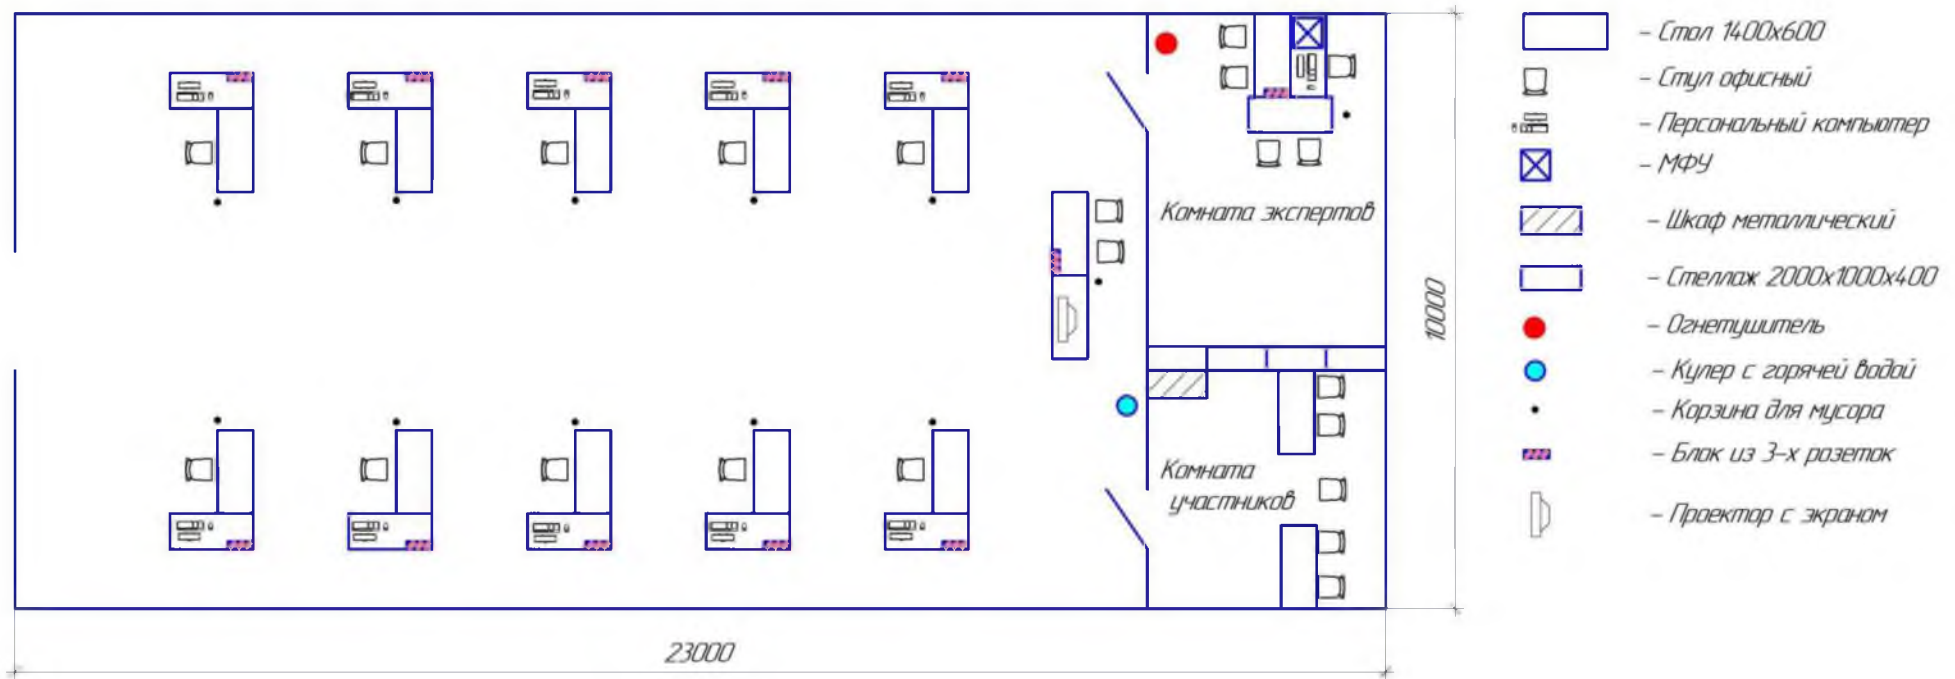 Комната экспертов
Комната
участников
23000
10000
- Стол 1400х600
- Стул офисный
- Персональный компьютер
- МФУ
- Шкаф металлический
- Стеллаж 2000х1000х400
- Огнетушитель
- Кулер с горячей водой
- Корзина для мусора
- Блок из 3-х розеток
- Проектор с экраном